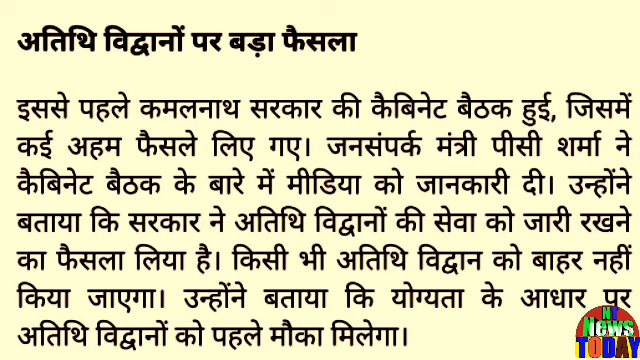 अतिथि विद्वानों पर बड़ा फैसला
इससे पहले कमलनाथ सरकार की कैबिनेट बैठक हुई, जिसमें
कई अहम फैसले लिए गए। जनसंपर्क मंत्री पीसी शर्मा ने
कैबिनेट बैठक के बारे में मीडिया को जानकारी दी। उन्होंने
बताया कि सरकार ने अतिथि विद्वानों की सेवा को जारी रखने
का फैसला लिया है। किसी भी अतिथि विद्वान को बाहर नहीं
किया जाएगा। उन्होंने बताया कि योग्यता के आधार पर
अतिथि विद्वानों को पहले मौका मिलेगा।
NT
News
TODAY